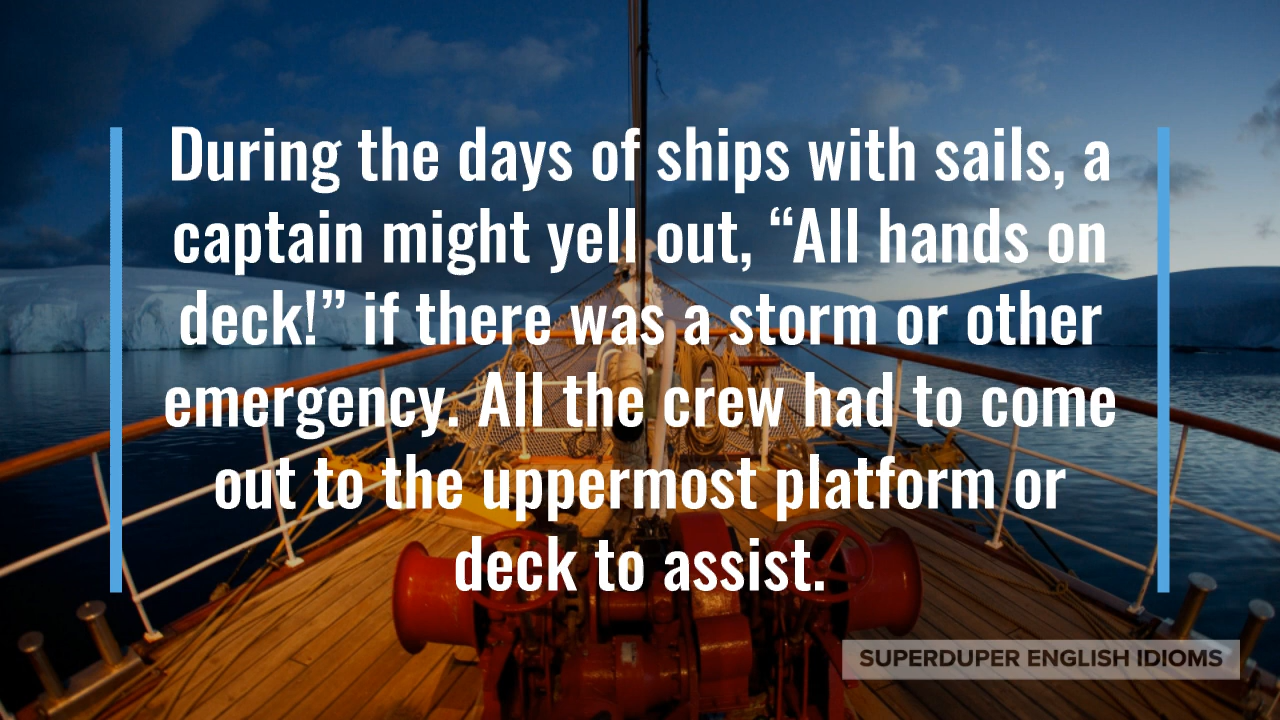 During the days of ships with sails, a
captain might yell out, “All hands on
deck!” if there was a storm or other
emergency. All the crew had to come
out to the uppermost platform or
deck to assist.
SUPERDUPER ENGLISH IDIOMS